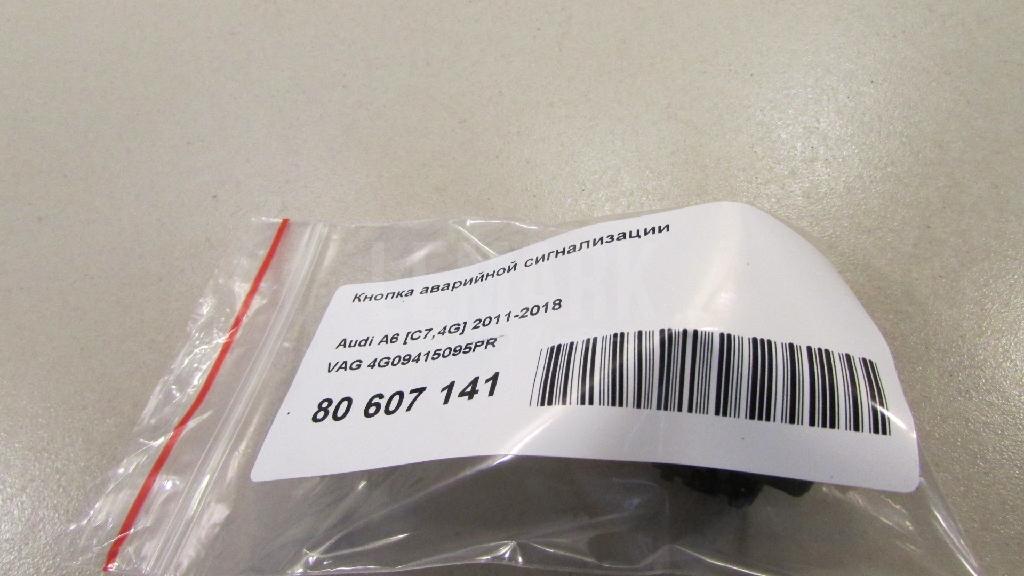 Кнопка аварийной сигнализации
Audi A6 [C7,4G] 2011-2018
VAG 4G09415095PR
80 607 141